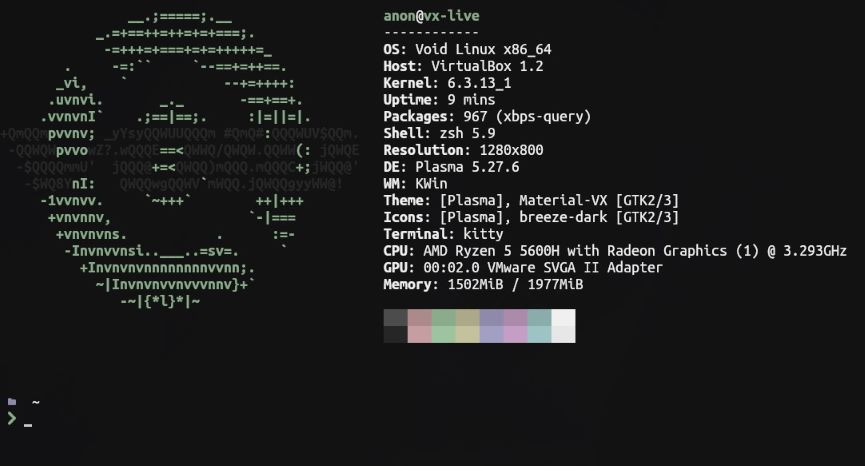 anon@vx-live
------------
OS: Void Linux x86_64
Host: VirtualBox 1.2
Kernel: 6.3.13_1
Uptime: 9 mins
Packages: 967 (xbps-query)
Shell: zsh 5.9
Resolution: 1280x800
DE: Plasma 5.27.6
WM: KWin
Theme: [Plasma], Material-VX [GTK2/3]
Icons: [Plasma], breeze-dark [GTK2/3]
Terminal: kitty
CPU: AMD Ryzen 5 5600H with Radeon Graphics (1) @ 3.293GHz
GPU: 00:02.0 VMware SVGA II Adapter
Memory: 1502MiB / 1977MiB
~
❯ _